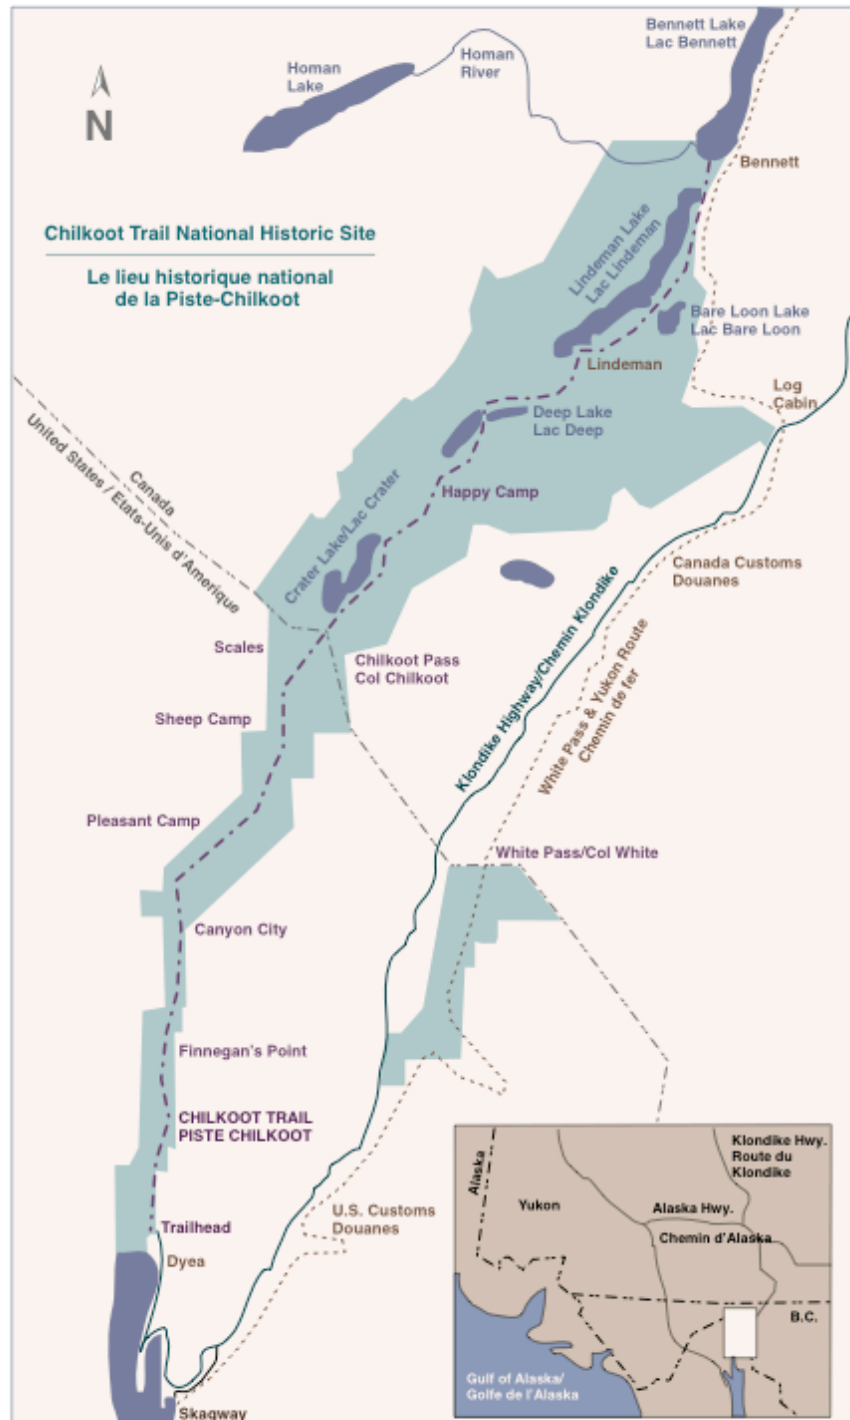 Bennett Lake
Lac Bennett
Homan
River
Homan
Lake
N
Bennett
Chilkoot Trail National Historic Site
Le lieu historique national
de la Piste-Chilkoot
Lindeman Lake
Lac Lindeman
Bare Loon Lake
Lac Bare Loon
Lindeman
Log
Cabin
Deep Lake
Lac Deep
Canada
United States / Etats-Unis d'Amerique
Happy Camp
Crater Lake/Lac Crater
Canada Customs
Douanes
Scales
Chilkoot Pass
Col Chilkoot
Klondike Highway/Chemin Klondike
White Pass & Yukon Route
Chemin de fer
Sheep Camp
Pleasant Camp
White Pass/Col White
Canyon City
Finnegan's Point
CHILKOOT TRAIL
PISTE CHILKOOT
U.S. Customs
Douanes
Trailhead
Dyea
Skagway
Klondike Hwy.
Route du
Klondike
Alaska
Yukon
Alaska Hwy.
Chemin d'Alaska
B.C.
Gulf of Alaska/
Golfe de l'Alaska